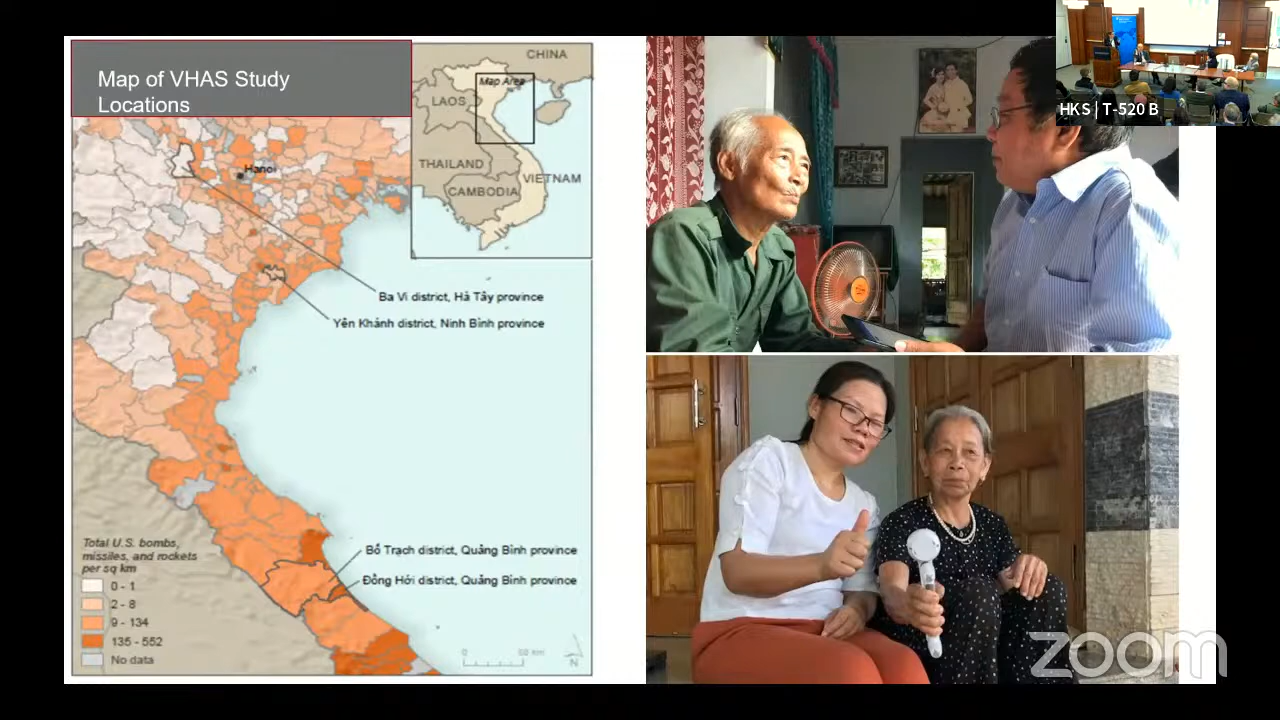 Map of VHAS Study
Locations
CHINA
Map Area
LAOS
THAILAND
VIETNAM
CAMBODIA
Hanoi
Ba Vì district, Hà Tây province
Yên Khánh district, Ninh Bình province
Bố Trạch district, Quảng Bình province
Đồng Hới district, Quảng Bình province
Total U.S. bombs,
missiles, and rockets
per sq km
0 - 1
2 - 8
9 - 134
135 - 552
No data
0 50 km
N
HKS | T-520 B
zoom